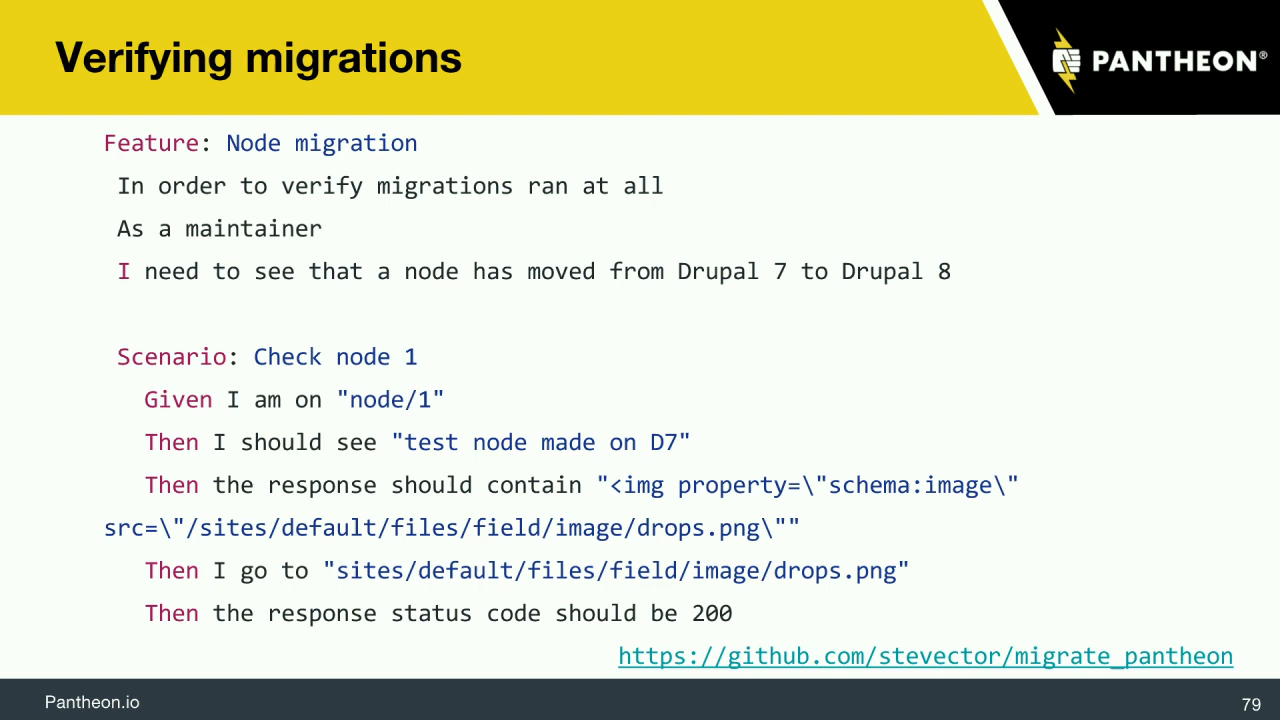 Verifying migrations
PANTHEON®
Feature: Node migration
In order to verify migrations ran at all
As a maintainer
I need to see that a node has moved from Drupal 7 to Drupal 8
Scenario: Check node 1
Given I am on "node/1"
Then I should see "test node made on D7"
Then the response should contain "<img property=\"schema:image\"
src=\"/sites/default/files/field/image/drops.png\""
Then I go to "sites/default/files/field/image/drops.png"
Then the response status code should be 200
https://github.com/stevector/migrate_pantheon
Pantheon.io
79